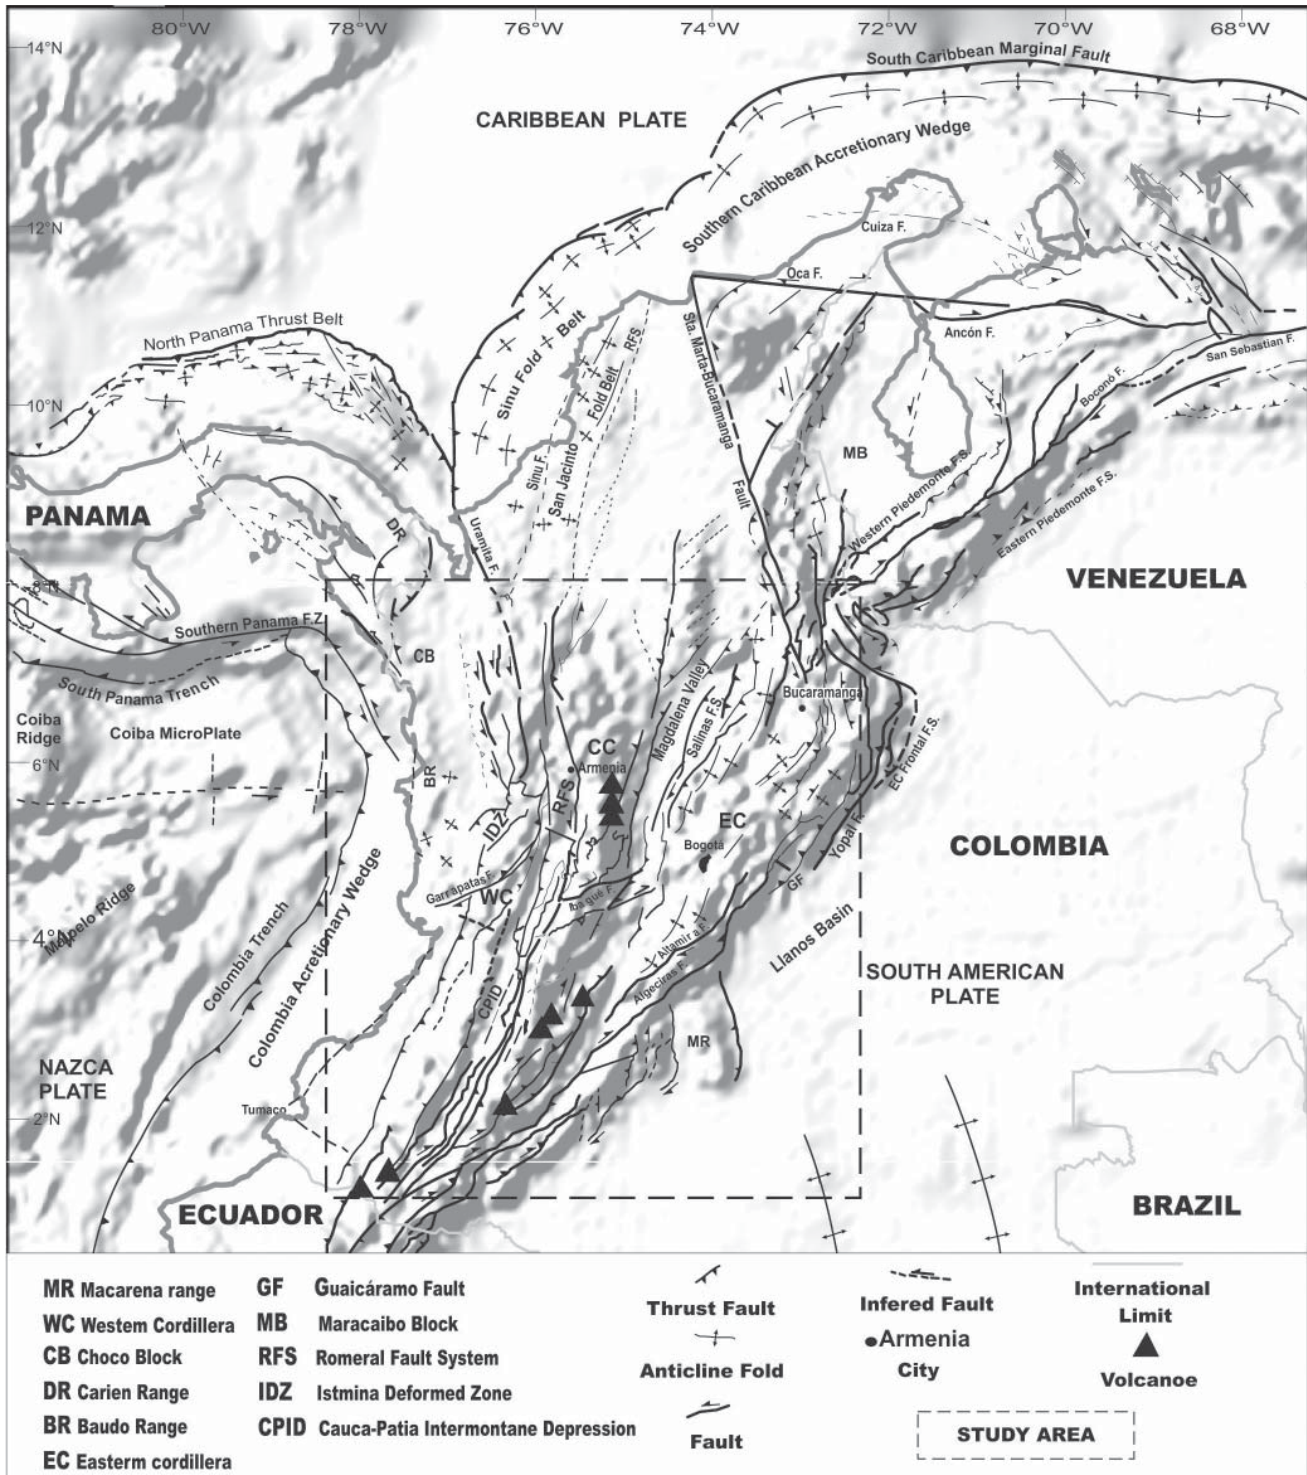 80°W 78°W 76°W 74°W 72°W 70°W 68°W
14°N
South Caribbean Marginal Fault
CARIBBEAN PLATE
Southern Caribbean Accretionary Wedge
12°N
Cuiza F.
Oca F.
North Panama Thrust Belt
Sinu Fold Belt
RFS
Sta. Marta-Bucaramanga
Fault
Ancón F.
San Sebastian F.
10°N
Boconó F.
Fold Belt
San Jacinto
Sinu F.
MB
Western Piedemonte F.S.
Eastern Piedemonte F.S.
PANAMA
DR
Uramita F.
8°N
VENEZUELA
Southern Panama F.Z.
CB
South Panama Trench
Magdalena Valley
Salinas F.S.
Bucaramanga
Coiba
Ridge
Coiba MicroPlate
EC Frontal F.S.
6°N
CC
Armenia
BR
RFS
IDZ
EC
Bogotá
Yopal F.
COLOMBIA
Garrapatas F.
WC
Ibagué F.
GF
Malpelo Ridge
4°N
Colombia Trench
Colombia Acretionary Wedge
Altamira F.
Algeciras F.
Llanos Basin
SOUTH AMERICAN
PLATE
CPID
MR
NAZCA
PLATE
Tumaco
2°N
ECUADOR
BRAZIL
MR Macarena range
WC Westem Cordillera
CB Choco Block
DR Carien Range
BR Baudo Range
EC Easterm cordillera
GF Guaicáramo Fault
MB Maracaibo Block
RFS Romeral Fault System
IDZ Istmina Deformed Zone
CPID Cauca-Patia Intermontane Depression
Thrust Fault
Anticline Fold
Fault
Infered Fault
Armenia
City
International
Limit
Volcanoe
STUDY AREA